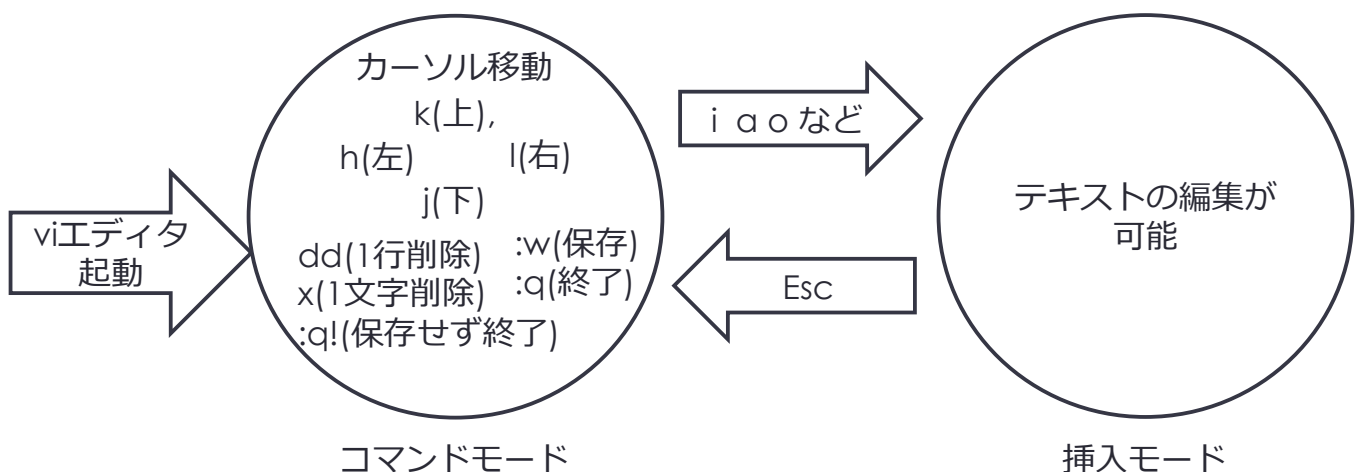 viエディタ
起動
カーソル移動
k(上),
h(左) l(右)
j(下)
dd(1行削除) :w(保存)
x(1文字削除) :q(終了)
:q!(保存せず終了)
コマンドモード
i a o など
Esc
テキストの編集が
可能
挿入モード